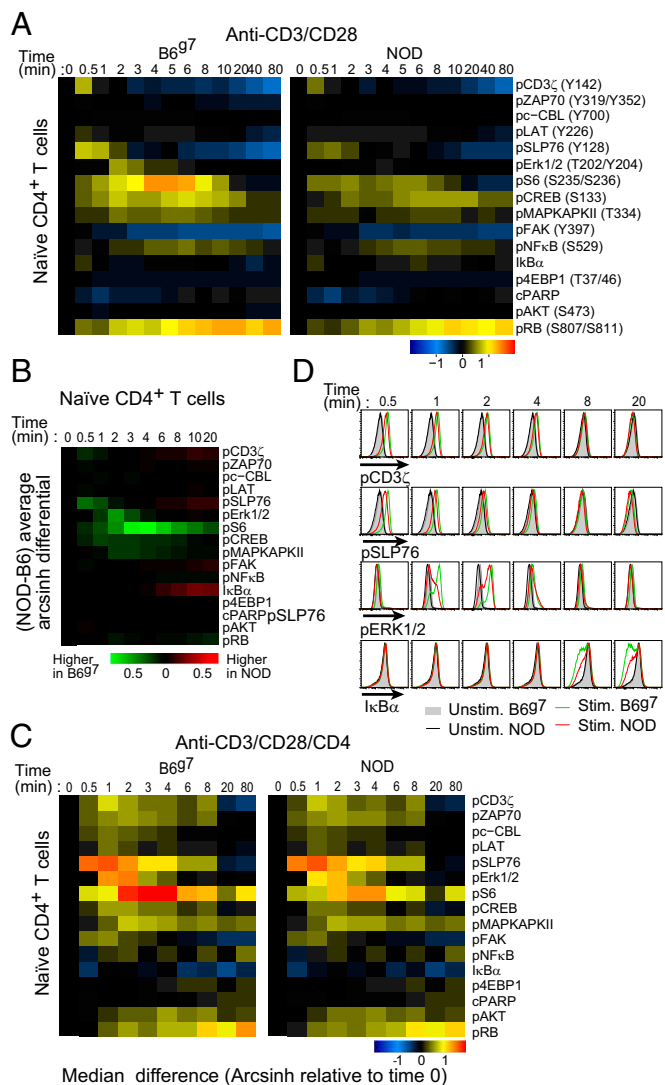 A
Anti-CD3/CD28
Time (min) B6g7 NOD
:0 0.5 1 2 3 4 5 6 8 10 20 40 80 0 0.5 1 2 3 4 5 6 8 10 20 40 80
Naïve CD4+ T cells
pCD3ζ (Y142)
pZAP70 (Y319/Y352)
pc−CBL (Y700)
pLAT (Y226)
pSLP76 (Y128)
pErk1/2 (T202/Y204)
pS6 (S235/S236)
pCREB (S133)
pMAPKAPKII (T334)
pFAK (Y397)
pNFκB (S529)
IkBα
p4EBP1 (T37/46)
cPARP
pAKT (S473)
pRB (S807/S811)
−1 0 1
B
Naïve CD4+ T cells
Time (min)
: 0 0.5 1 2 3 4 6 8 10 20
(NOD-B6) average arcsinh differential
pCD3ζ
pZAP70
pc−CBL
pLAT
pSLP76
pErk1/2
pS6
pCREB
pMAPKAPKII
pFAK
pNFκB
IκBα
p4EBP1
cPARP
pAKT
pRB
Higher in B6g7 0.5 0 0.5 Higher in NOD
D
Time (min) : 0.5 1 2 4 8 20
pCD3ζ
pSLP76
pERK1/2
IκBα
Unstim. B6g7 Stim. B6g7
Unstim. NOD Stim. NOD
C
Anti-CD3/CD28/CD4
Time (min) B6g7 NOD
: 0 0.5 1 2 3 4 6 8 20 80 0 0.5 1 2 3 4 6 8 20 80
Naïve CD4+ T cells
pCD3ζ
pZAP70
pc−CBL
pLAT
pSLP76
pErk1/2
pS6
pCREB
pMAPKAPKII
pFAK
pNFκB
IκBα
p4EBP1
cPARP
pAKT
pRB
-1 0 1
Median difference (Arcsinh relative to time 0)